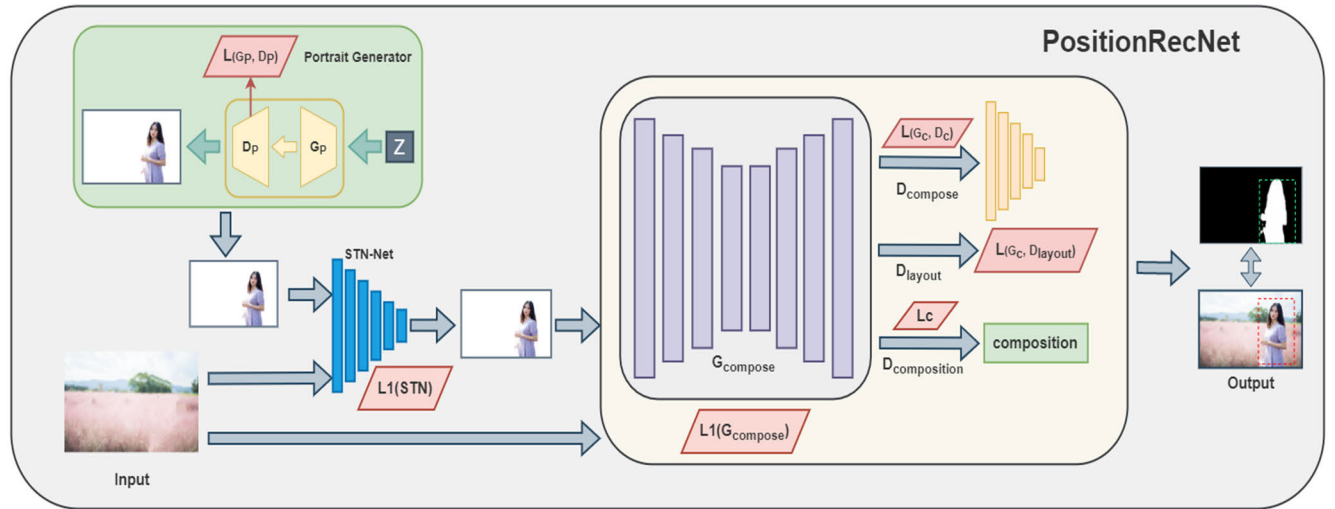 PositionRecNet
L(GP, DP)
Portrait Generator
DP
GP
Z
STN-Net
L1(STN)
Input
Gcompose
L1(Gcompose)
L(GC, DC)
Dcompose
Dlayout
L(GC, Dlayout)
Lc
Dcomposition
composition
Output